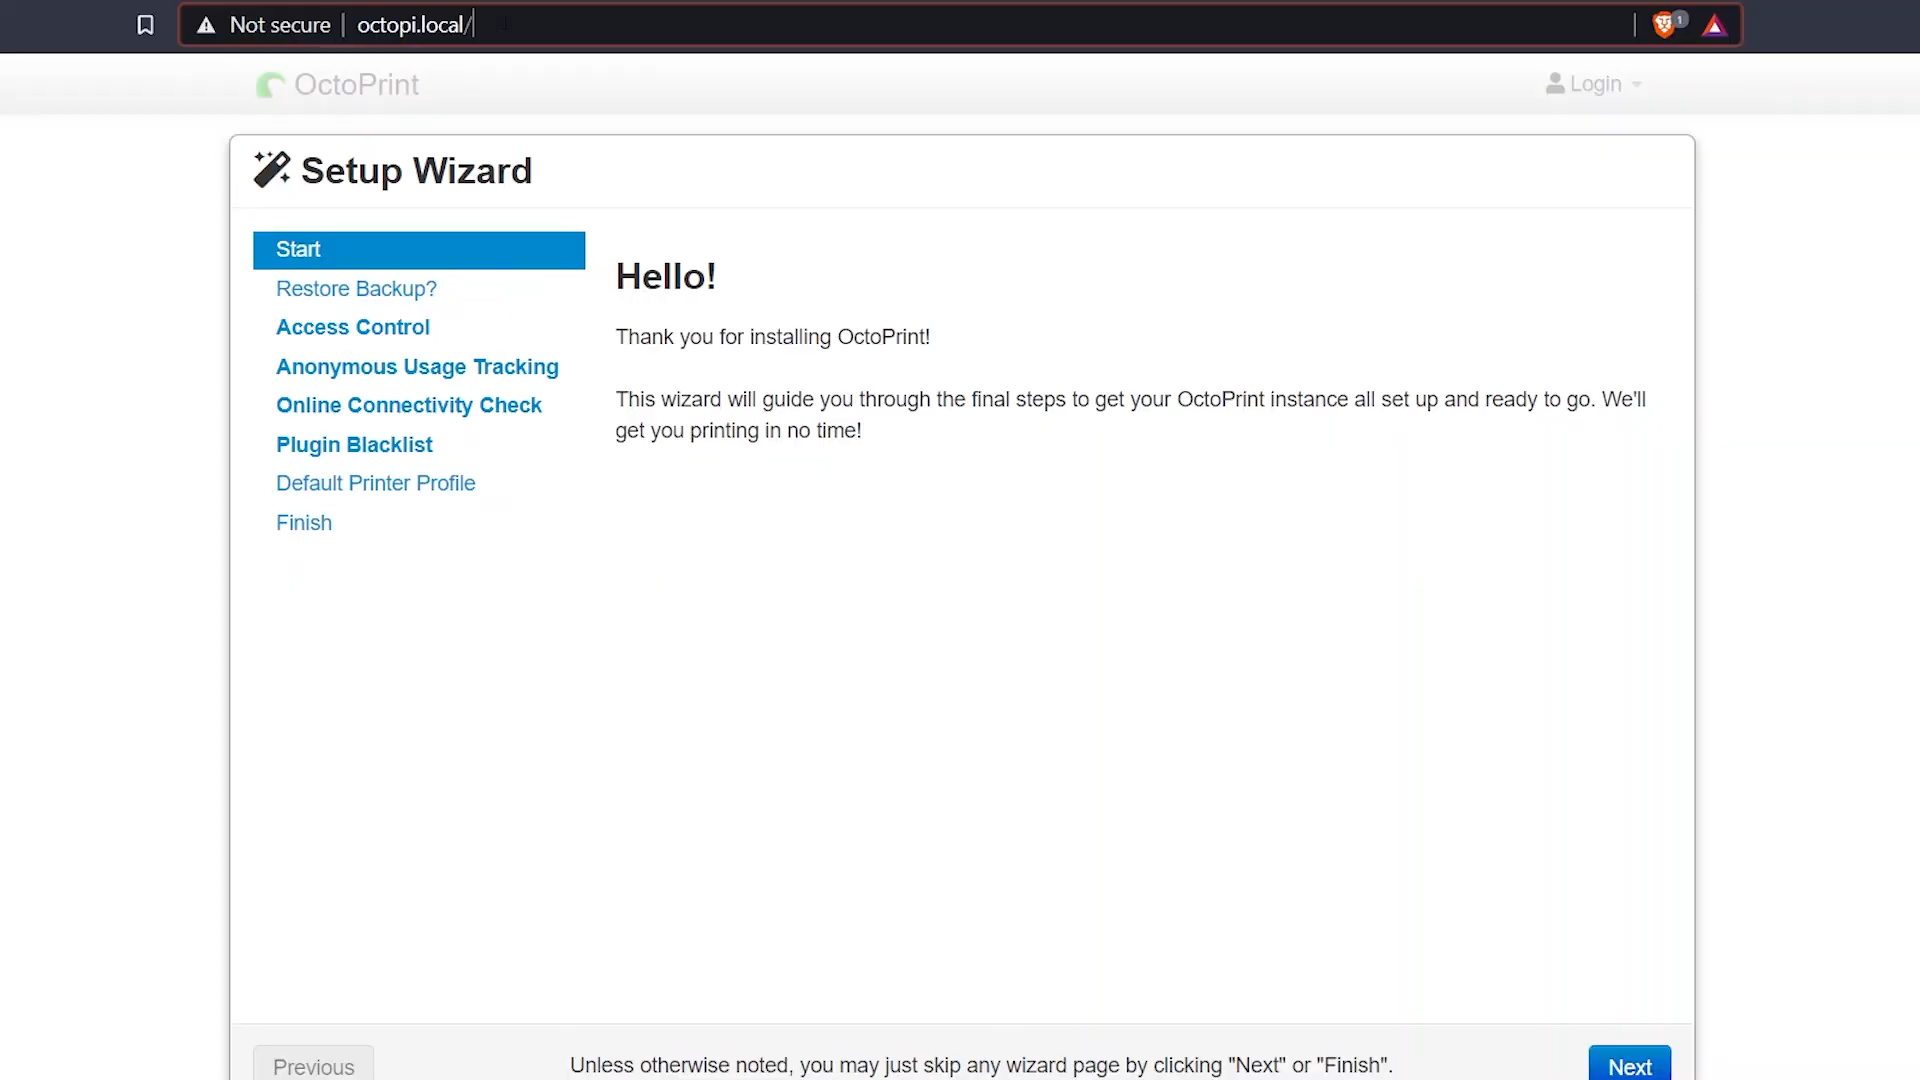 Not secure | octopi.local/
1
OctoPrint
Login
Setup Wizard
Start
Restore Backup?
Access Control
Anonymous Usage Tracking
Online Connectivity Check
Plugin Blacklist
Default Printer Profile
Finish
Hello!
Thank you for installing OctoPrint!
This wizard will guide you through the final steps to get your OctoPrint instance all set up and ready to go. We'll
get you printing in no time!
Previous
Unless otherwise noted, you may just skip any wizard page by clicking "Next" or "Finish".
Next